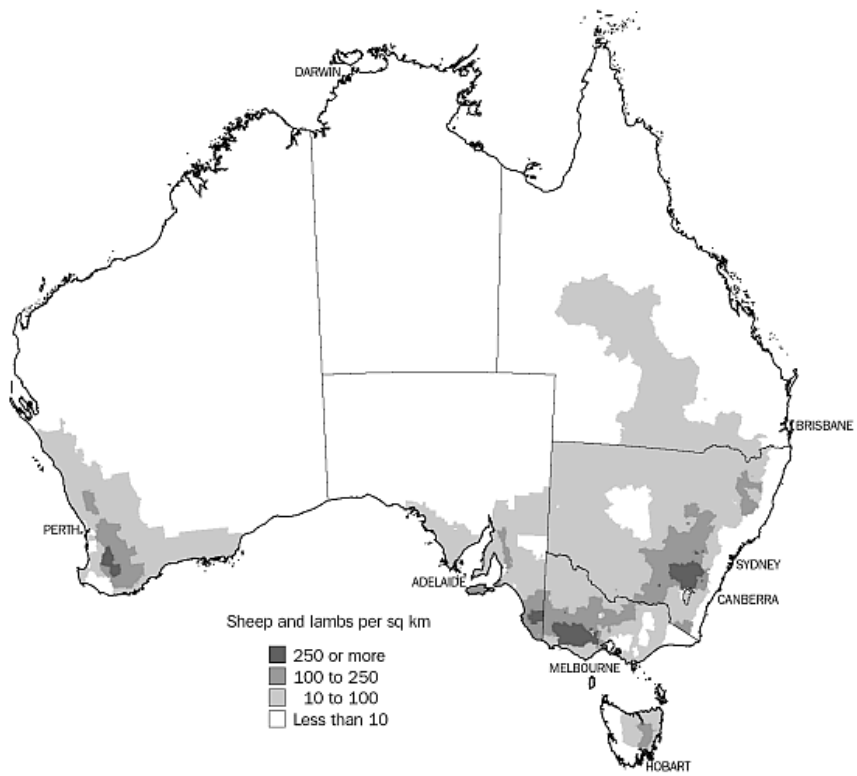 DARWIN
BRISBANE
PERTH
SYDNEY
ADELAIDE
CANBERRA
Sheep and lambs per sq km
250 or more
100 to 250
10 to 100
Less than 10
MELBOURNE
HOBART